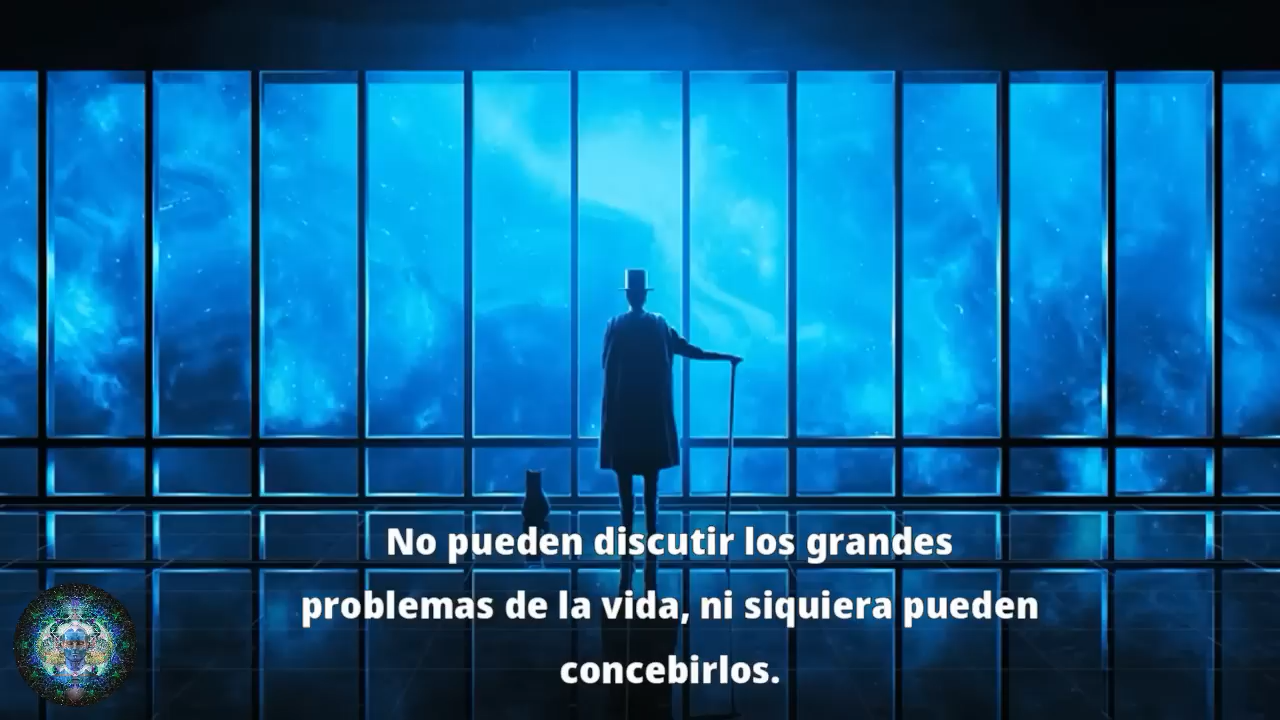 No pueden discutir los grandes
problemas de la vida, ni siquiera pueden
concebirlos.